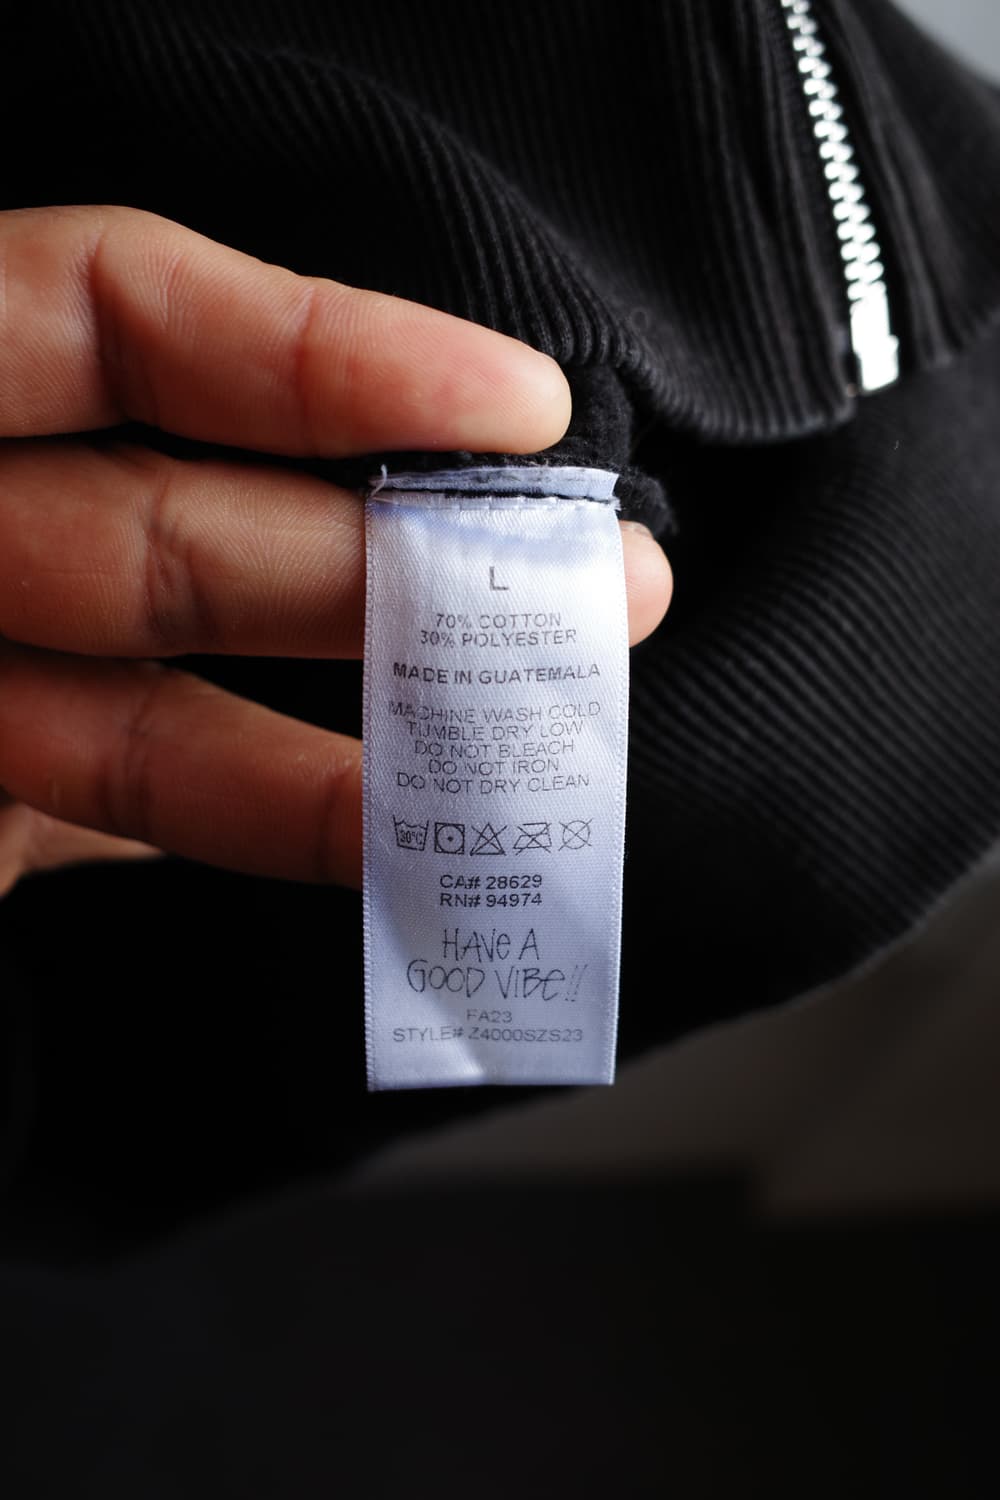 L
70% COTTON
30% POLYESTER
MADE IN GUATEMALA
MACHINE WASH COLD
TUMBLE DRY LOW
DO NOT BLEACH
DO NOT IRON
DO NOT DRY CLEAN
30°C
CA# 28629
RN# 94974
HAVe A
GOOD VIBe!!
FA23
STYLE# Z4000SZS23